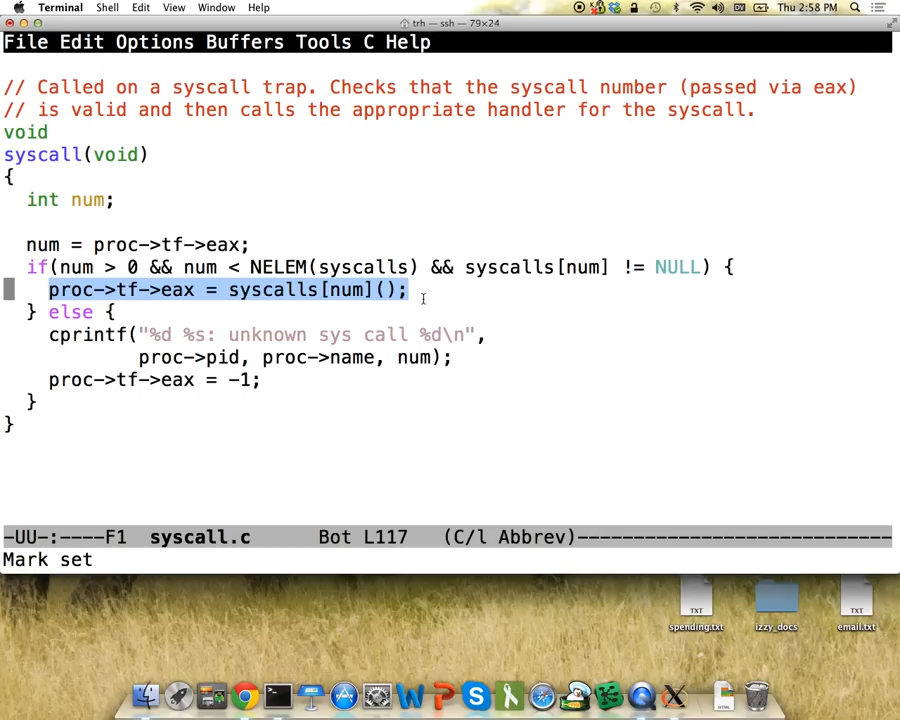 Terminal Shell Edit View Window Help Thu 2:58 PM
trh — ssh — 79×24
File Edit Options Buffers Tools C Help
// Called on a syscall trap. Checks that the syscall number (passed via eax)
// is valid and then calls the appropriate handler for the syscall.
void
syscall(void)
{
int num;
num = proc->tf->eax;
if(num > 0 && num < NELEM(syscalls) && syscalls[num] != NULL) {
proc->tf->eax = syscalls[num]();
} else {
cprintf("%d %s: unknown sys call %d\n",
proc->pid, proc->name, num);
proc->tf->eax = -1;
}
}
-UU-:----F1 syscall.c Bot L117 (C/l Abbrev)----------------------------
Mark set
TXT TXT
spending.txt izzy_docs email.txt
HTML